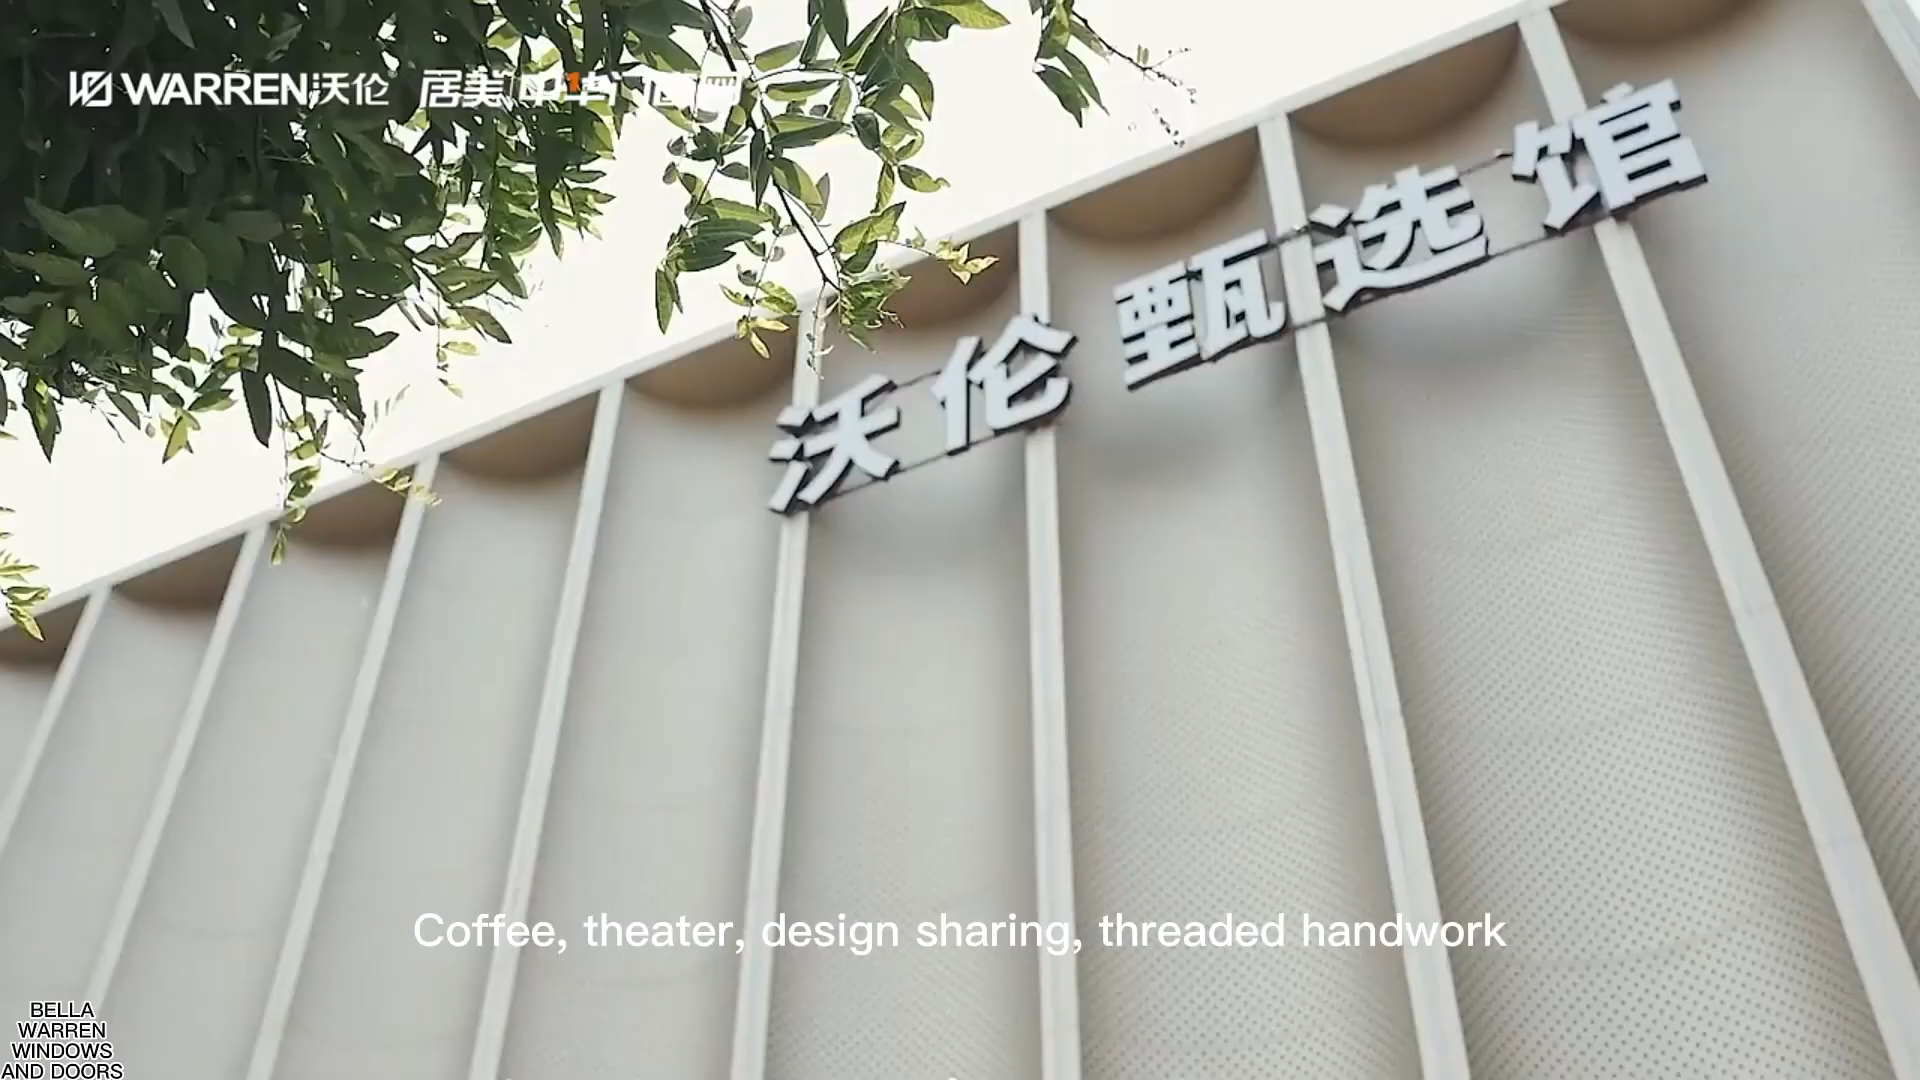 WARREN沃伦 居美
沃伦甄选馆
Coffee, theater, design sharing, threaded handwork
BELLA
WARREN
WINDOWS
AND DOORS